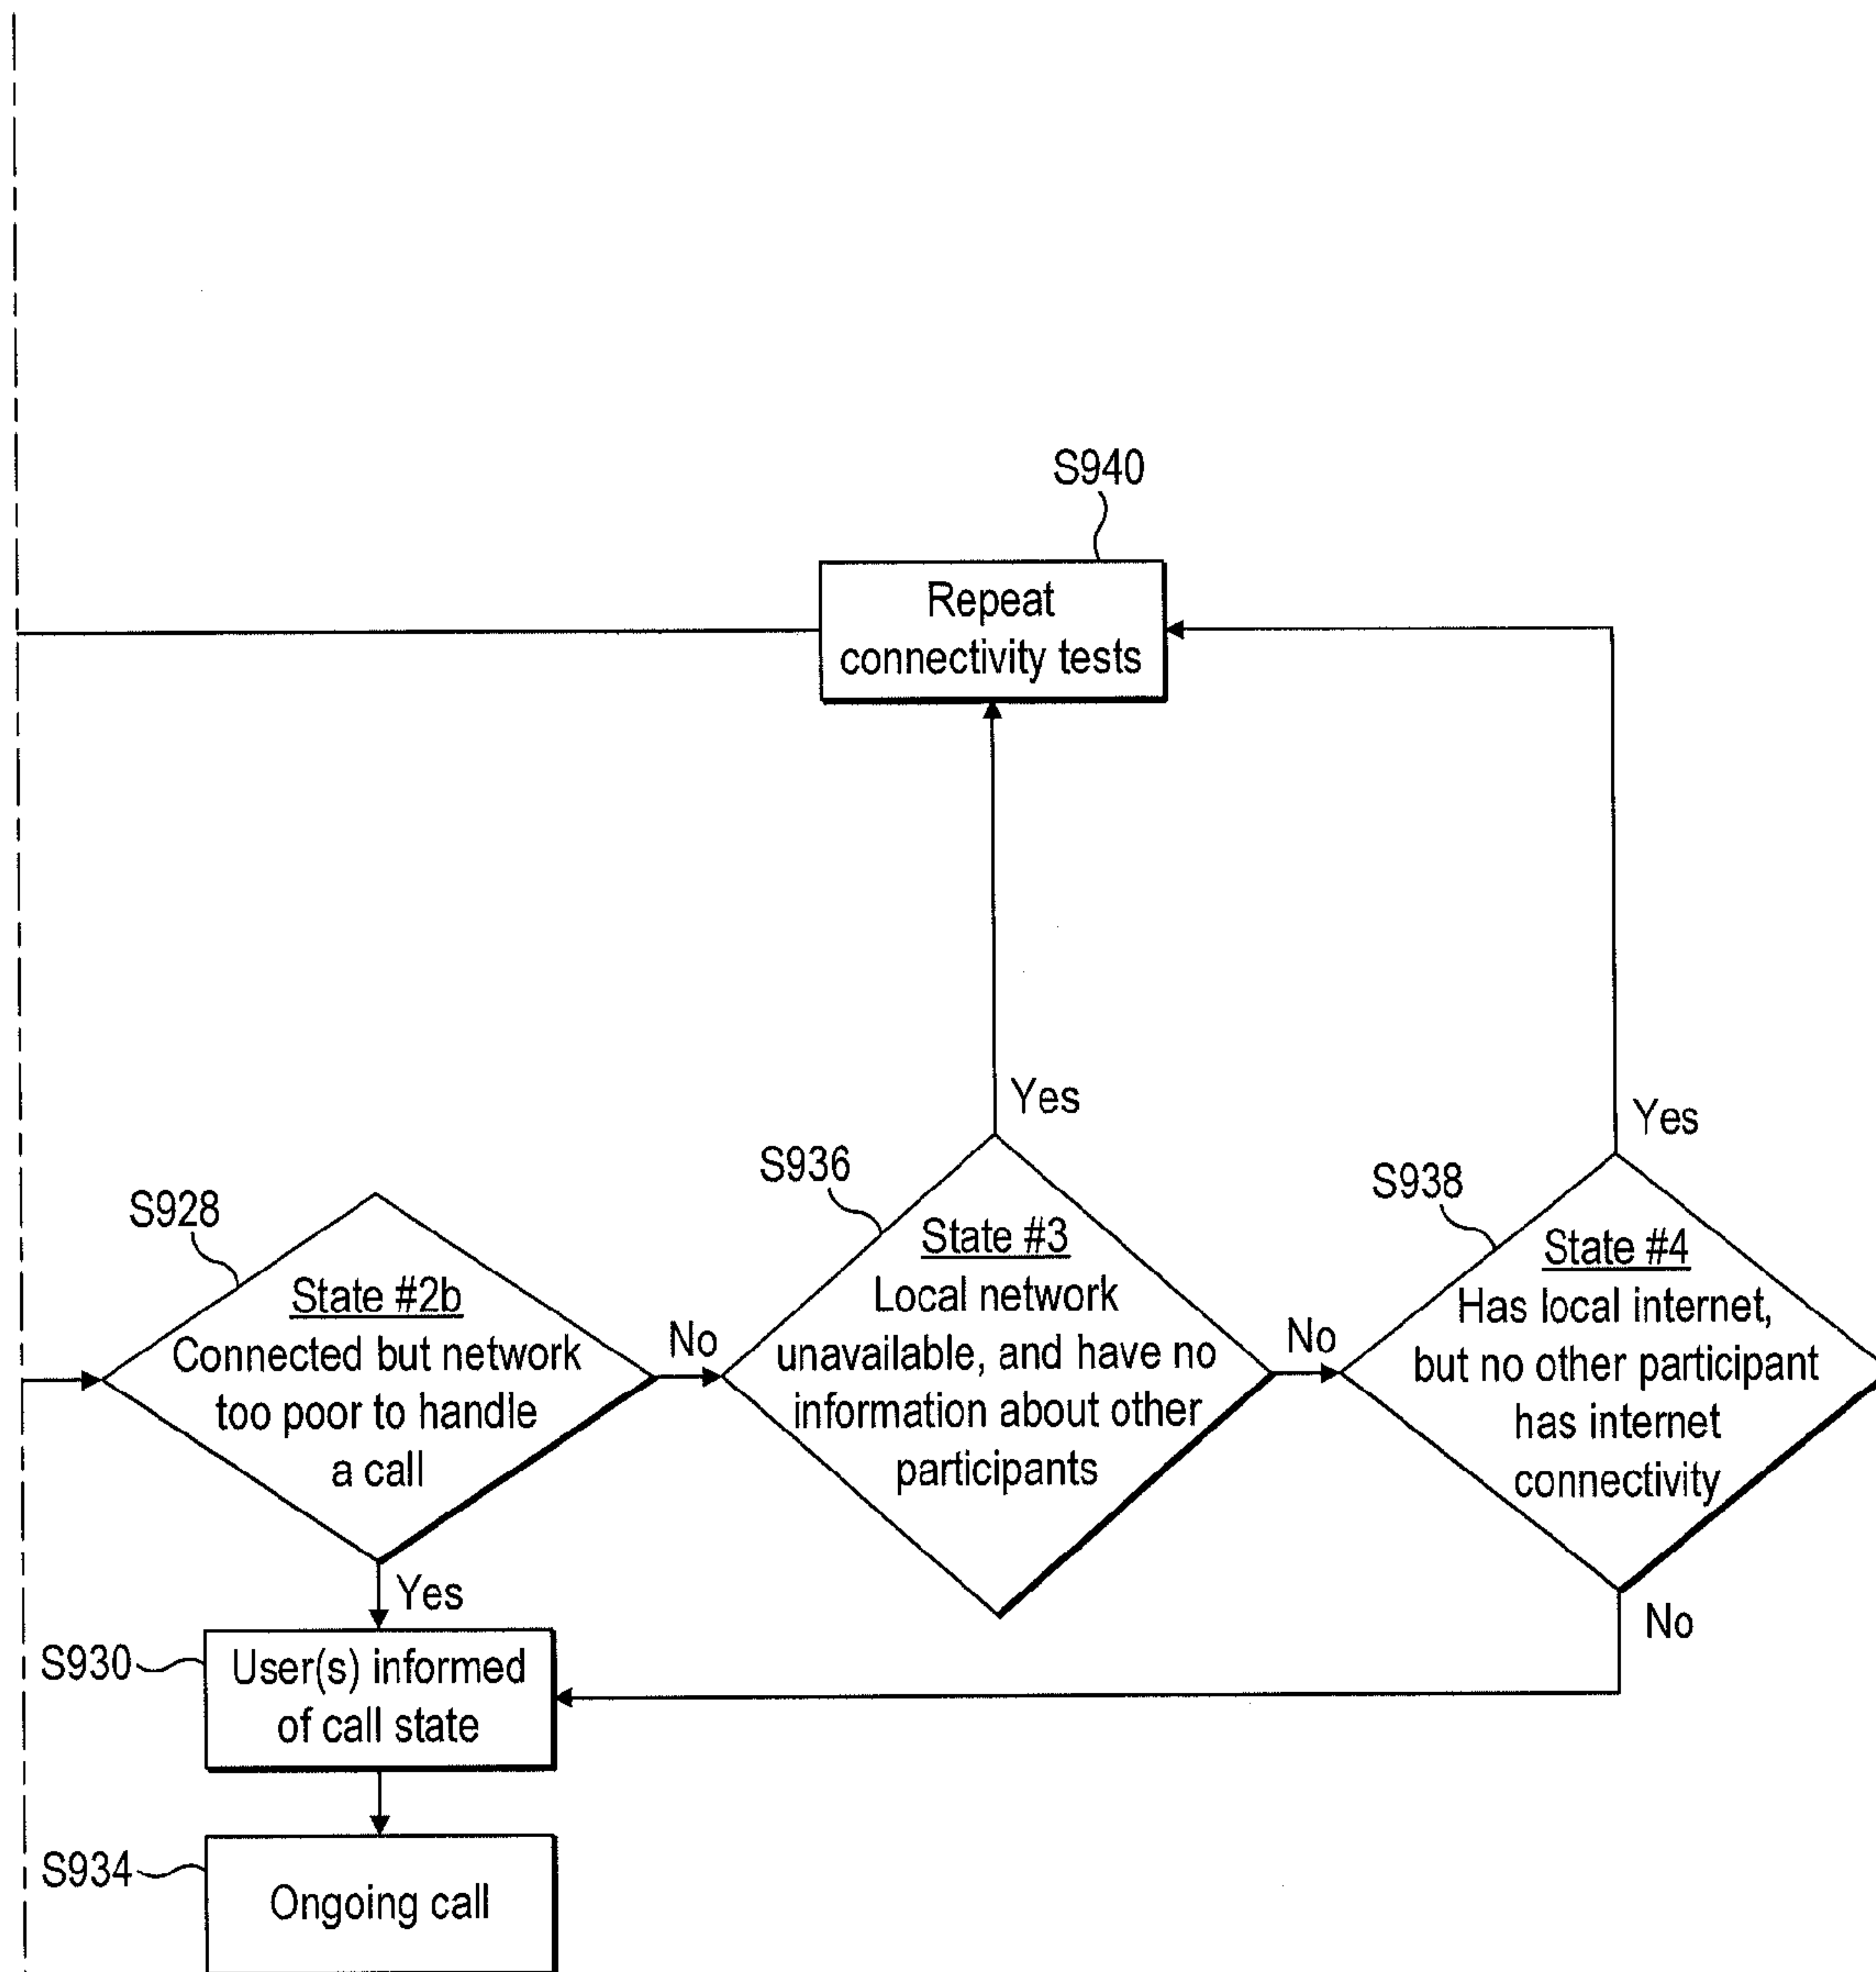 S940
Repeat
connectivity tests
Yes
Yes
S928
State #2b
Connected but network
too poor to handle
a call
No
S936
State #3
Local network
unavailable, and have no
information about other
participants
No
S938
State #4
Has local internet,
but no other participant
has internet
connectivity
Yes
No
S930
User(s) informed
of call state
S934
Ongoing call